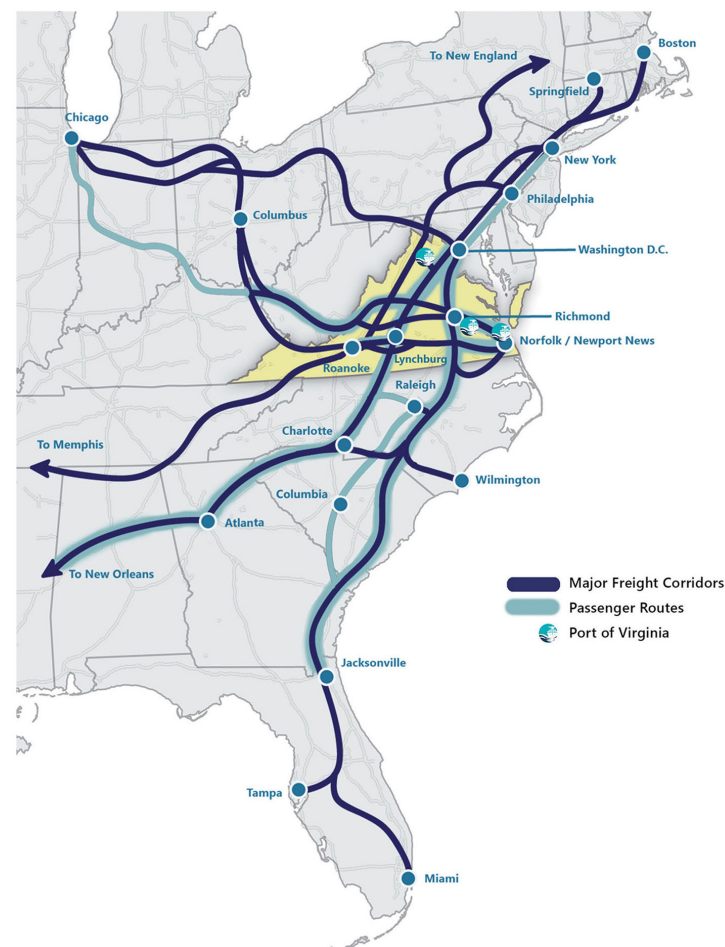 Boston
To New England
Springfield
Chicago
New York
Philadelphia
Columbus
Washington D.C.
Richmond
Norfolk / Newport News
Lynchburg
Roanoke
Raleigh
Charlotte
To Memphis
Wilmington
Columbia
Atlanta
To New Orleans
Major Freight Corridors
Passenger Routes
Port of Virginia
Jacksonville
Tampa
Miami